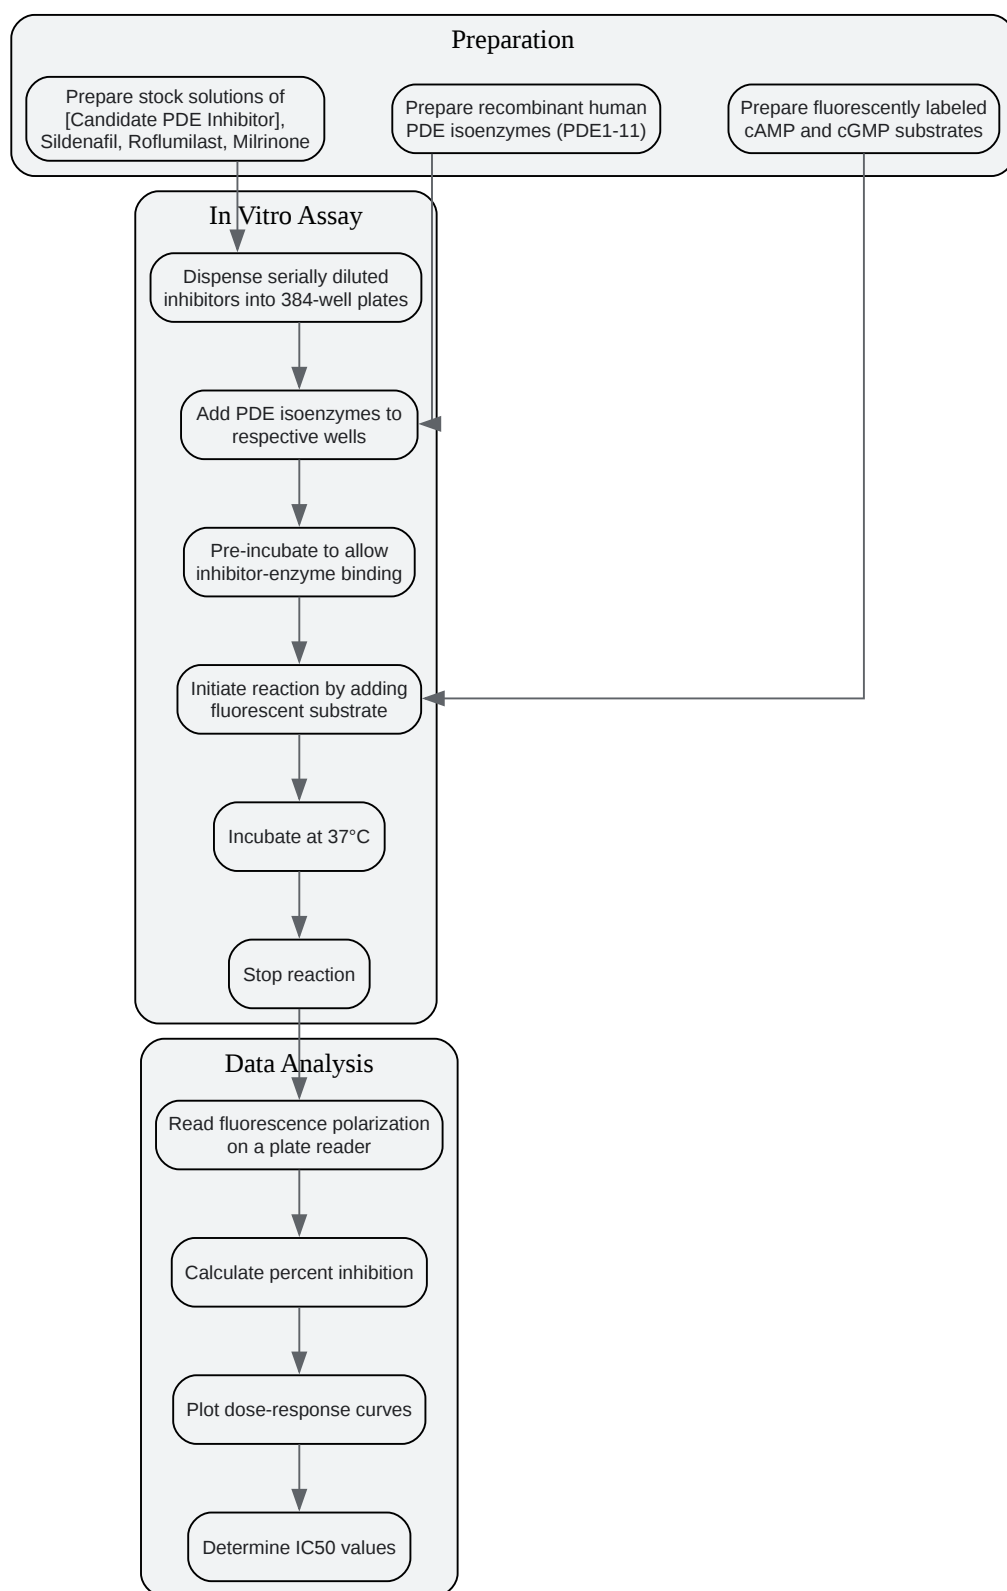 Preparation
Prepare stock solutions of
[Candidate PDE Inhibitor],
Sildenafil, Roflumilast, Milrinone
Prepare recombinant human
PDE isoenzymes (PDE1-11)
Prepare fluorescently labeled
cAMP and cGMP substrates
In Vitro Assay
Dispense serially diluted
inhibitors into 384-well plates
Add PDE isoenzymes to
respective wells
Pre-incubate to allow
inhibitor-enzyme binding
Initiate reaction by adding
fluorescent substrate
Incubate at 37°C
Stop reaction
Data Analysis
Read fluorescence polarization
on a plate reader
Calculate percent inhibition
Plot dose-response curves
Determine IC50 values